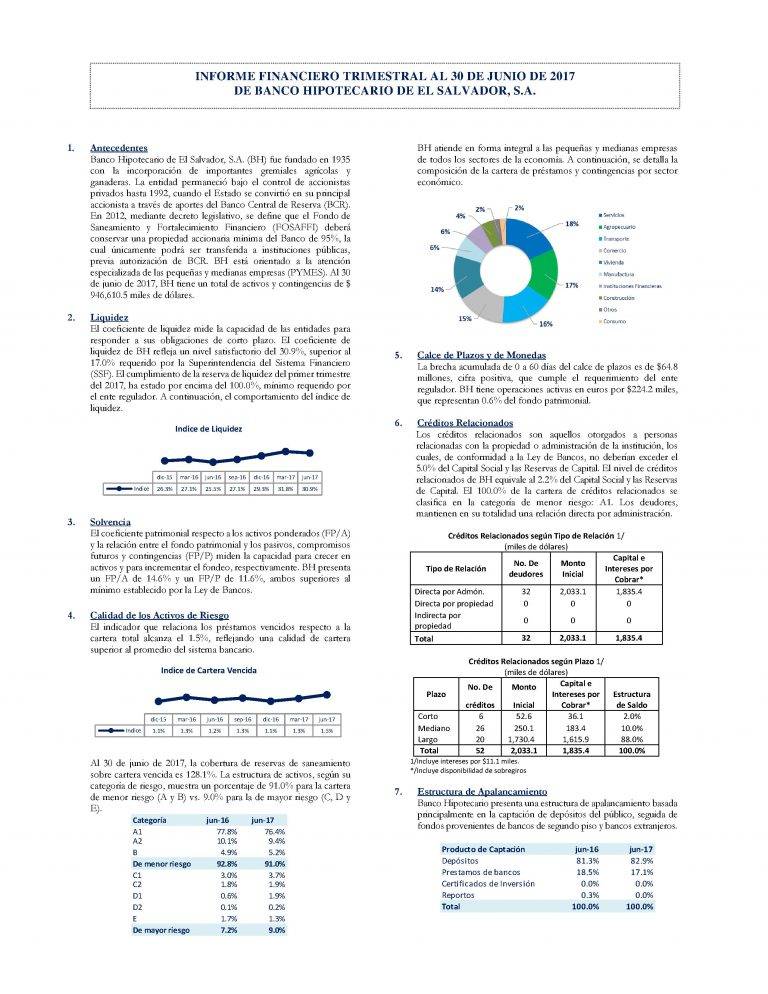 INFORME FINANCIERO TRIMESTRAL AL 30 DE JUNIO DE 2017
DE BANCO HIPOTECARIO DE EL SALVADOR, S.A.
1. Antecedentes
Banco Hipotecario de El Salvador, S.A. (BH) fue fundado en 1935
con la incorporación de importantes gremiales agrícolas y
ganaderas. La entidad permaneció bajo el control de accionistas
privados hasta 1992, cuando el Estado se convirtió en su principal
accionista a través de aportes del Banco Central de Reserva (BCR).
En 2012, mediante decreto legislativo, se define que el Fondo de
Saneamiento y Fortalecimiento Financiero (FOSAFFI) deberá
conservar una propiedad accionaria mínima del Banco de 95%, la
cual únicamente podrá ser transferida a instituciones públicas,
previa autorización de BCR. BH está orientado a la atención
especializada de las pequeñas y medianas empresas (PYMES). Al 30
de junio de 2017, BH tiene un total de activos y contingencias de $
946,610.5 miles de dólares.
2. Liquidez
El coeficiente de liquidez mide la capacidad de las entidades para
responder a sus obligaciones de corto plazo. El coeficiente de
liquidez de BH refleja un nivel satisfactorio del 30.9%, superior al
17.0% requerido por la Superintendencia del Sistema Financiero
(SSF). El cumplimiento de la reserva de liquidez del primer trimestre
del 2017, ha estado por encima del 100.0%, mínimo requerido por
el ente regulador. A continuación, el comportamiento del índice de
liquidez.
Indice de Liquidez
dic-15 mar-16 jun-16 sep-16 dic-16 mar-17 jun-17
Indice 26.3% 27.1% 25.5% 27.1% 29.3% 31.8% 30.9%
3. Solvencia
El coeficiente patrimonial respecto a los activos ponderados (FP/A)
y la relación entre el fondo patrimonial y los pasivos, compromisos
futuros y contingencias (FP/P) miden la capacidad para crecer en
activos y para incrementar el fondeo, respectivamente. BH presenta
un FP/A de 14.6% y un FP/P de 11.6%, ambos superiores al
mínimo establecido por la Ley de Bancos.
4. Calidad de los Activos de Riesgo
El indicador que relaciona los préstamos vencidos respecto a la
cartera total alcanza el 1.5%, reflejando una calidad de cartera
superior al promedio del sistema bancario.
Indice de Cartera Vencida
dic-15 mar-16 jun-16 sep-16 dic-16 mar-17 jun-17
Indice 1.1% 1.3% 1.2% 1.3% 1.1% 1.3% 1.5%
Al 30 de junio de 2017, la cobertura de reservas de saneamiento
sobre cartera vencida es 128.1%. La estructura de activos, según su
categoría de riesgo, muestra un porcentaje de 91.0% para la cartera
de menor riesgo (A y B) vs. 9.0% para la de mayor riesgo (C, D y
E).
Categoría jun-16 jun-17
A1 77.8% 76.4%
A2 10.1% 9.4%
B 4.9% 5.2%
De menor riesgo 92.8% 91.0%
C1 3.0% 3.7%
C2 1.8% 1.9%
D1 0.6% 1.9%
D2 0.1% 0.2%
E 1.7% 1.3%
De mayor riesgo 7.2% 9.0%
BH atiende en forma integral a las pequeñas y medianas empresas
de todos los sectores de la economía. A continuación, se detalla la
composición de la cartera de préstamos y contingencias por sector
económico.
2%
2%
4%
6%
6%
14%
15%
16%
17%
18%
Servicios
Agropecuario
Transporte
Comercio
Vivienda
Manufactura
Instituciones Financieras
Construcción
Otros
Consumo
5. Calce de Plazos y de Monedas
La brecha acumulada de 0 a 60 días del calce de plazos es de $64.8
millones, cifra positiva, que cumple el requerimiento del ente
regulador. BH tiene operaciones activas en euros por $224.2 miles,
que representan 0.6% del fondo patrimonial.
6. Créditos Relacionados
Los créditos relacionados son aquellos otorgados a personas
relacionadas con la propiedad o administración de la institución, los
cuales, de conformidad a la Ley de Bancos, no deberían exceder el
5.0% del Capital Social y las Reservas de Capital. El nivel de créditos
relacionados de BH equivale al 2.2% del Capital Social y las Reservas
de Capital. El 100.0% de la cartera de créditos relacionados se
clasifica en la categoría de menor riesgo: A1. Los deudores,
mantienen en su totalidad una relación directa por administración.
Créditos Relacionados según Tipo de Relación 1/
(miles de dólares)
Tipo de Relación No. De deudores Monto Inicial Capital e Intereses por Cobrar*
Directa por Admón. 32 2,033.1 1,835.4
Directa por propiedad 0 0 0
Indirecta por propiedad 0 0 0
Total 32 2,033.1 1,835.4
Créditos Relacionados según Plazo 1/
(miles de dólares)
Plazo No. De créditos Monto Inicial Capital e Intereses por Cobrar* Estructura de Saldo
Corto 6 52.6 36.1 2.0%
Mediano 26 250.1 183.4 10.0%
Largo 20 1,730.4 1,615.9 88.0%
Total 52 2,033.1 1,835.4 100.0%
1/Incluye intereses por $11.1 miles.
*/Incluye disponibilidad de sobregiros
7. Estructura de Apalancamiento
Banco Hipotecario presenta una estructura de apalancamiento basada
principalmente en la captación de depósitos del público, seguida de
fondos provenientes de bancos de segundo piso y bancos extranjeros.
Producto de Captación jun-16 jun-17
Depósitos 81.3% 82.9%
Prestamos de bancos 18.5% 17.1%
Certificados de Inversión 0.0% 0.0%
Reportos 0.3% 0.0%
Total 100.0% 100.0%